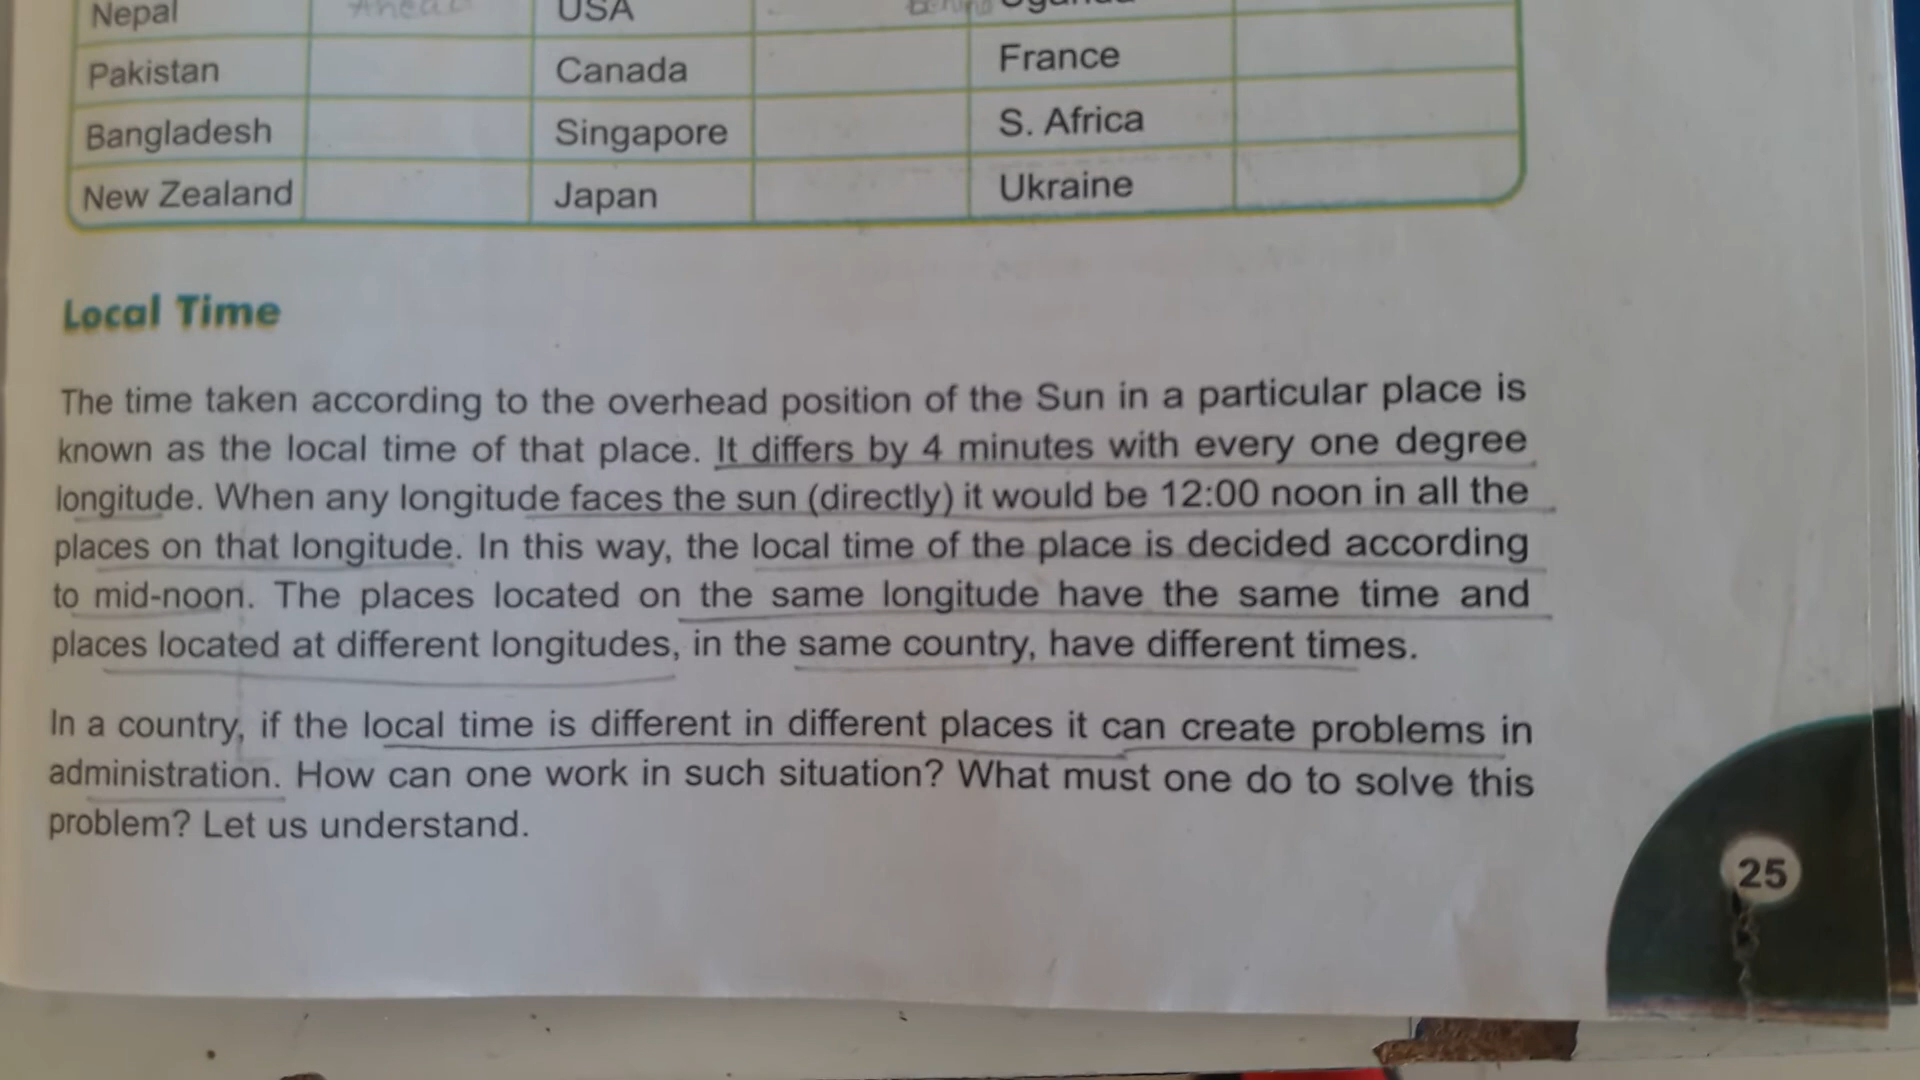 Nepal Ahead USA Behind Uganda
Pakistan Canada France
Bangladesh Singapore S. Africa
New Zealand Japan Ukraine
Local Time
The time taken according to the overhead position of the Sun in a particular place is
known as the local time of that place. It differs by 4 minutes with every one degree
longitude. When any longitude faces the sun (directly) it would be 12:00 noon in all the
places on that longitude. In this way, the local time of the place is decided according
to mid-noon. The places located on the same longitude have the same time and
places located at different longitudes, in the same country, have different times.
In a country, if the local time is different in different places it can create problems in
administration. How can one work in such situation? What must one do to solve this
problem? Let us understand.
25